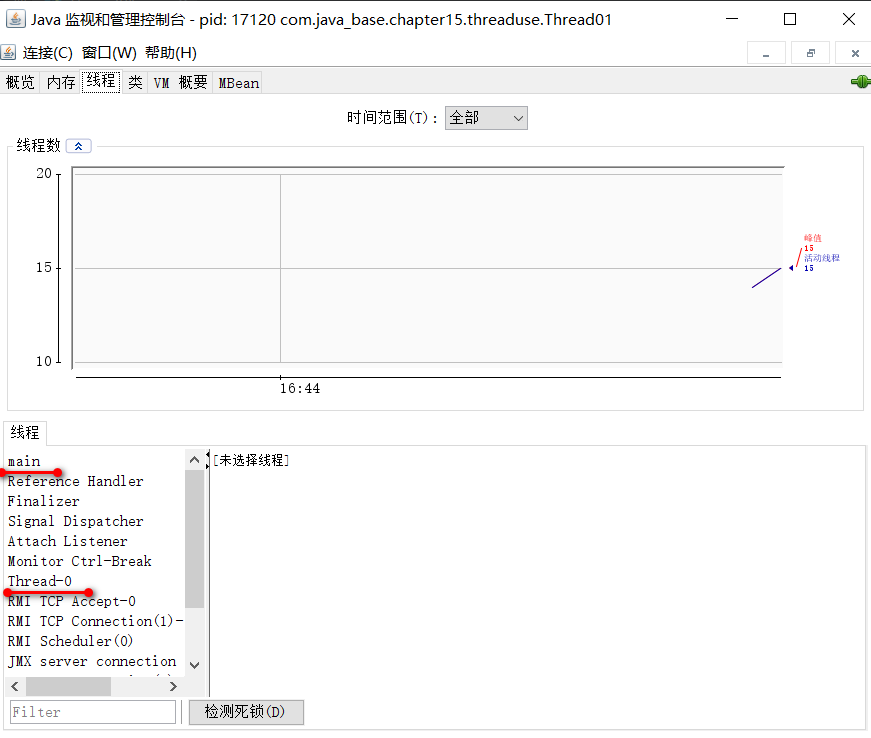 Java 监视和管理控制台 - pid: 17120 com.java_base.chapter15.threaduse.Thread01
连接(C) 窗口(W) 帮助(H)
概览 内存 线程 类 VM 概要 MBean
时间范围(T): 全部
线程数
20
15
10
16:44
峰值
15
活动线程
15
线程
main
Reference Handler
Finalizer
Signal Dispatcher
Attach Listener
Monitor Ctrl-Break
Thread-0
RMI TCP Accept-0
RMI TCP Connection(1)-
RMI Scheduler(0)
JMX server connection
[未选择线程]
Filter
检测死锁(D)